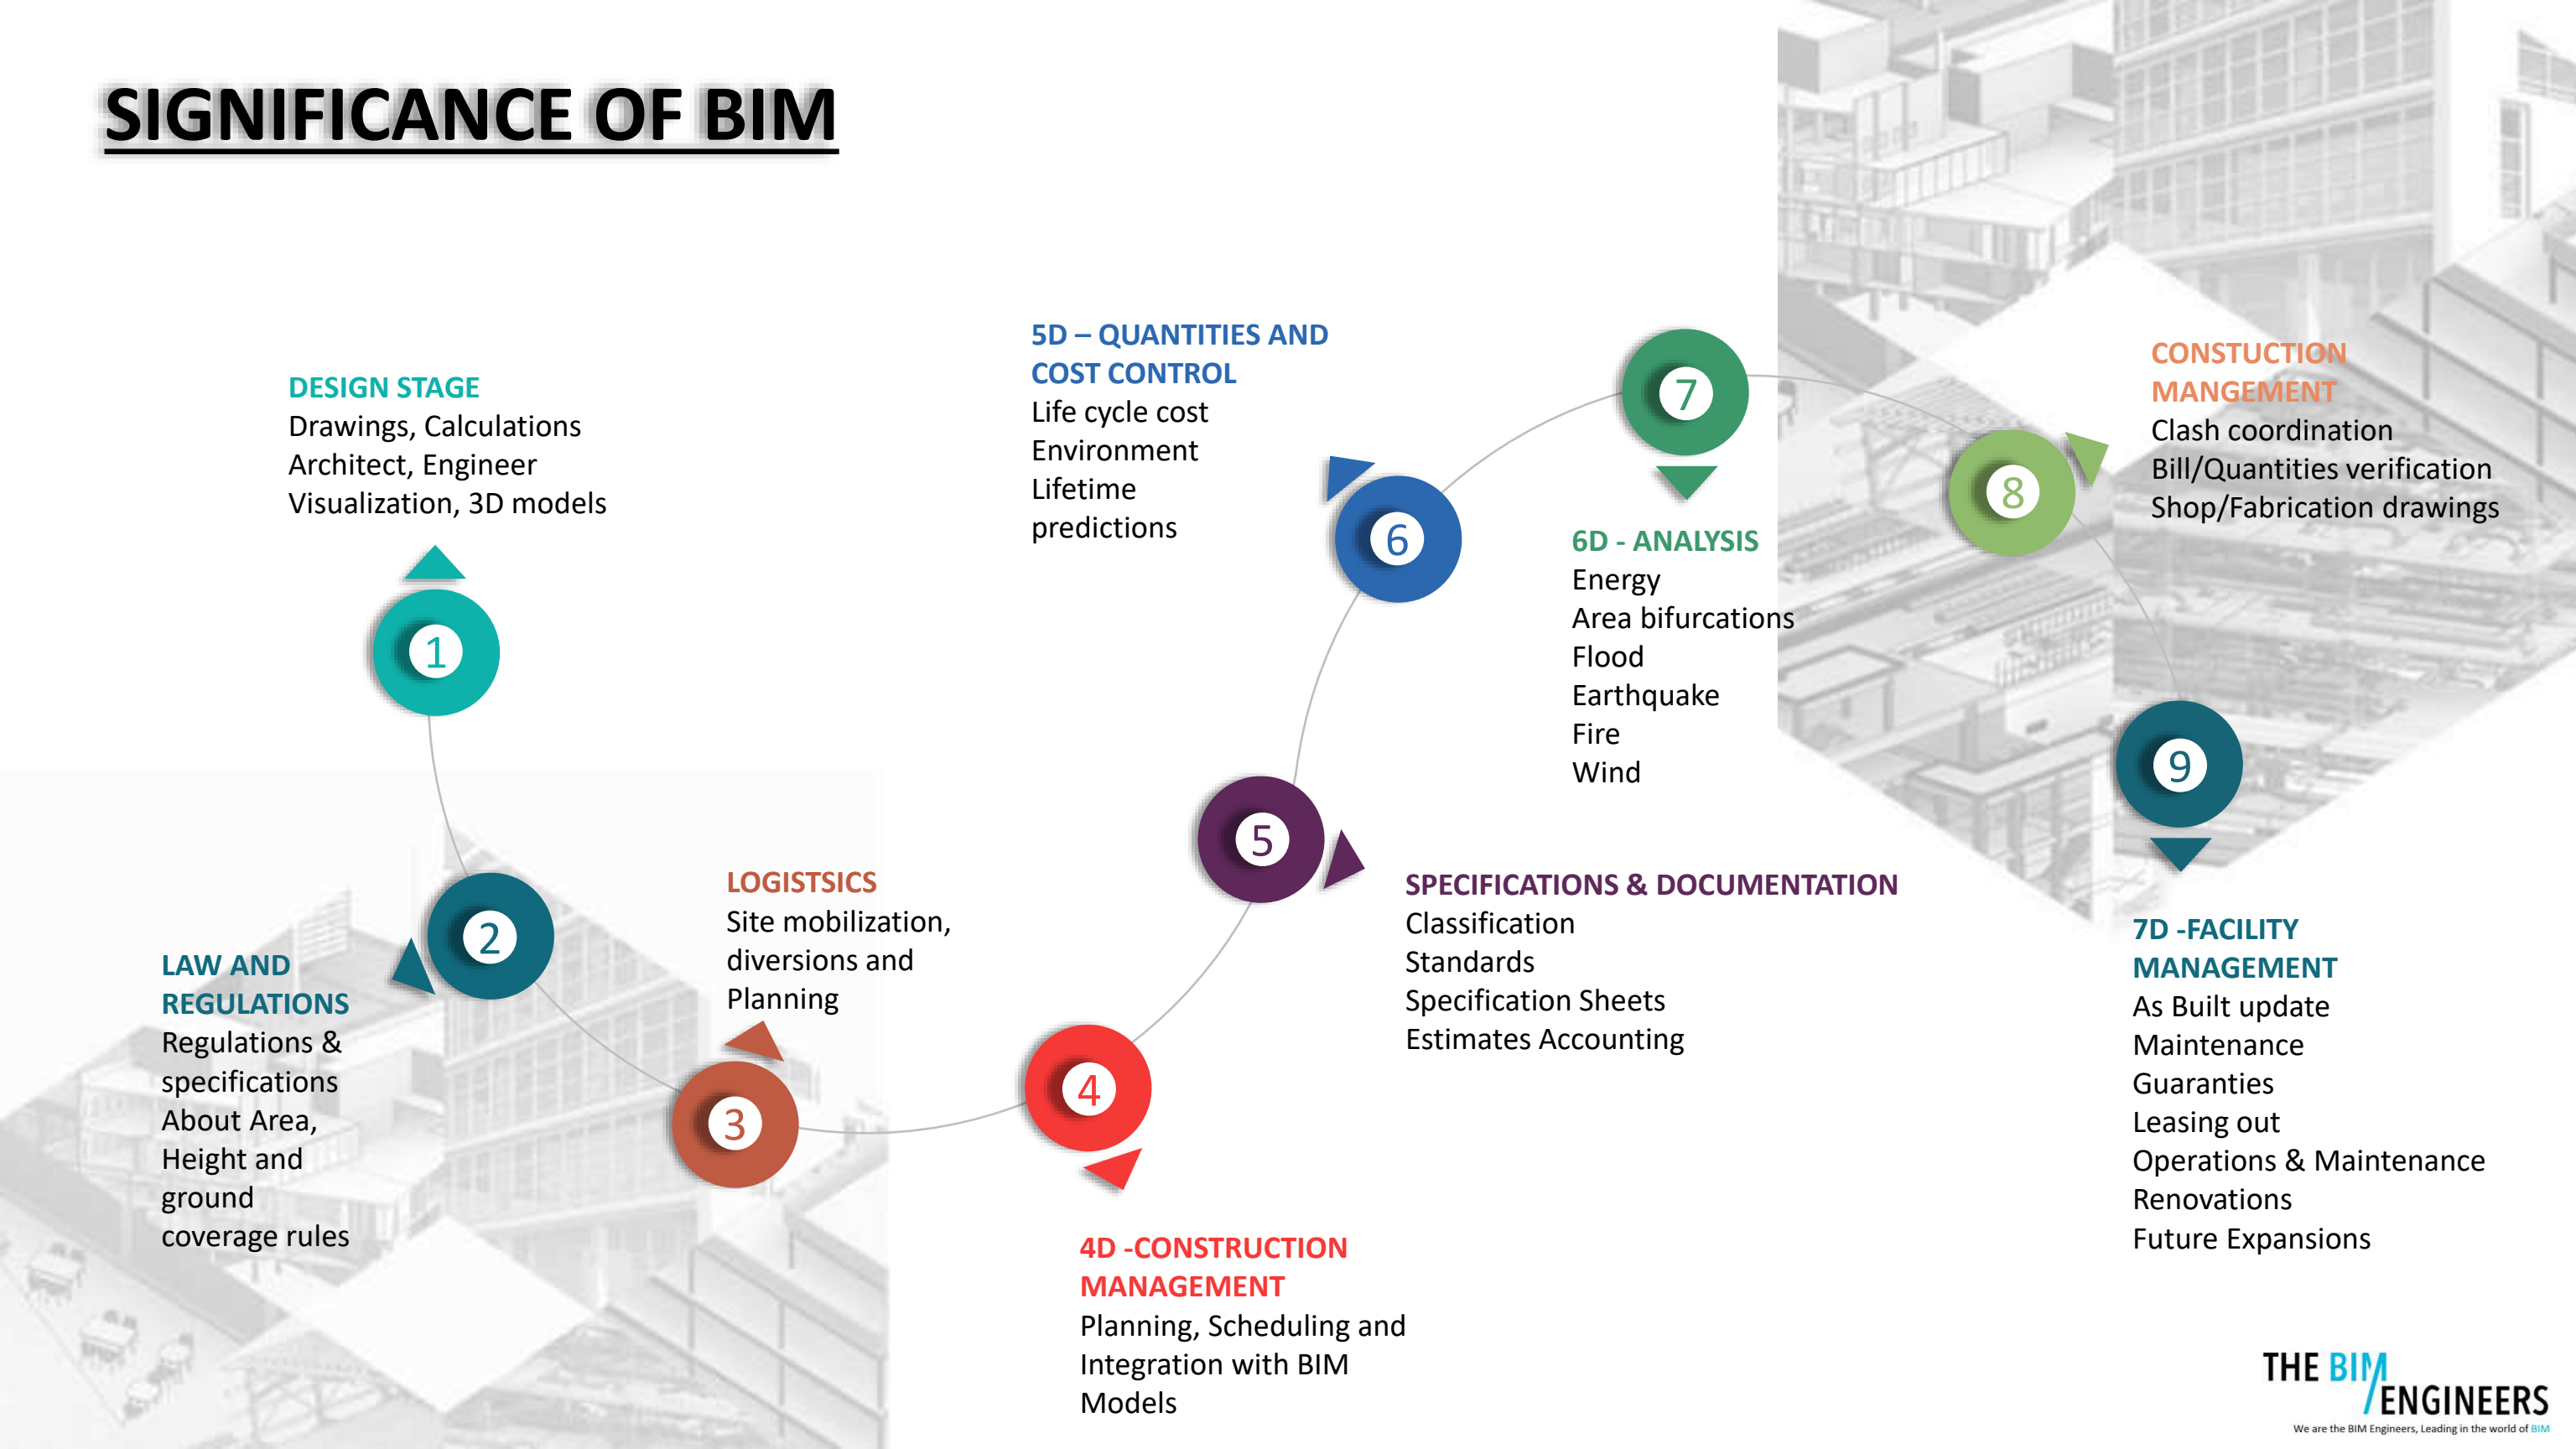 SIGNIFICANCE OF BIM
DESIGN STAGE
Drawings, Calculations
Architect, Engineer
Visualization, 3D models
1
LAW AND
REGULATIONS
Regulations &
specifications
About Area,
Height and
ground
coverage rules
2
LOGISTSICS
Site mobilization,
diversions and
Planning
3
4
4D -CONSTRUCTION
MANAGEMENT
Planning, Scheduling and
Integration with BIM
Models
5
SPECIFICATIONS & DOCUMENTATION
Classification
Standards
Specification Sheets
Estimates Accounting
5D – QUANTITIES AND
COST CONTROL
Life cycle cost
Environment
Lifetime
predictions
6
7
6D - ANALYSIS
Energy
Area bifurcations
Flood
Earthquake
Fire
Wind
8
CONSTUCTION
MANGEMENT
Clash coordination
Bill/Quantities verification
Shop/Fabrication drawings
9
7D -FACILITY
MANAGEMENT
As Built update
Maintenance
Guaranties
Leasing out
Operations & Maintenance
Renovations
Future Expansions
THE BIM
ENGINEERS
We are the BIM Engineers, Leading in the world of BIM